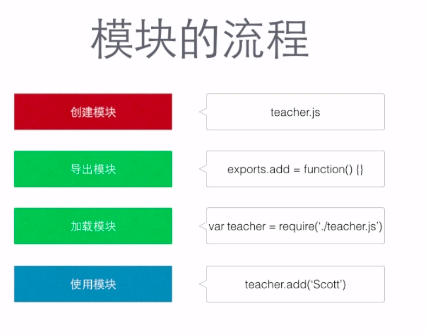 模块的流程
创建模块
teacher.js
导出模块
exports.add = function() {}
加载模块
var teacher = require('./teacher.js')
使用模块
teacher.add('Scott')